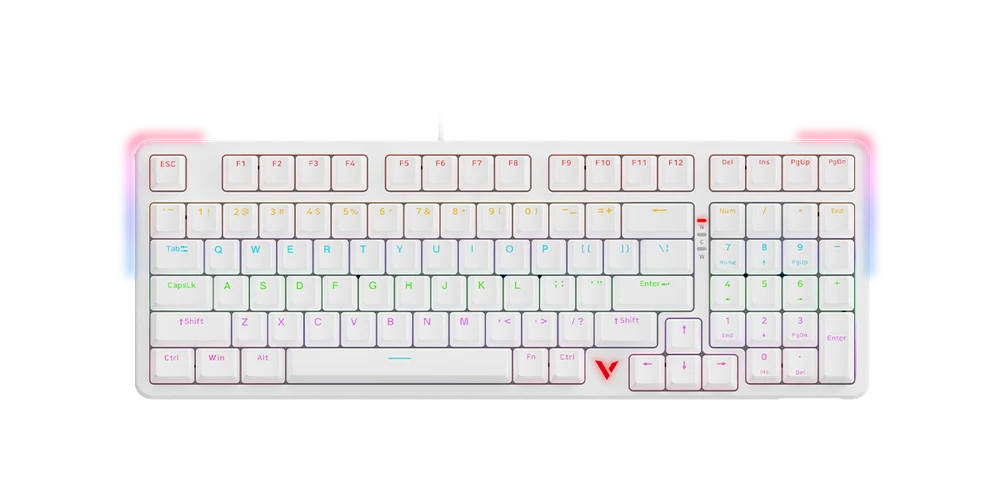 ESC F1 F2 F3 F4 F5 F6 F7 F8 F9 F10 F11 F12 Del Ins PgUp PgDn
1 ! 2 @ 3 # 4 $ 5 % 6 ^ 7 & 8 * 9 ( 0 ) - _ = + ← Num / * End
Tab Q W E R T Y U I O P [ { ] } \ | 7 Home 8 ↑ 9 PgUp −
CapsLk A S D F G H J K L ; : ' " Enter↵ 4 ← 5 6 → +
⇧Shift Z X C V B N M , < . > / ? ⇧Shift ↑ 1 End 2 ↓ 3 PgDn Enter
Ctrl Win Alt Fn Ctrl ← ↓ → 0 Ins . Del
N
C
W